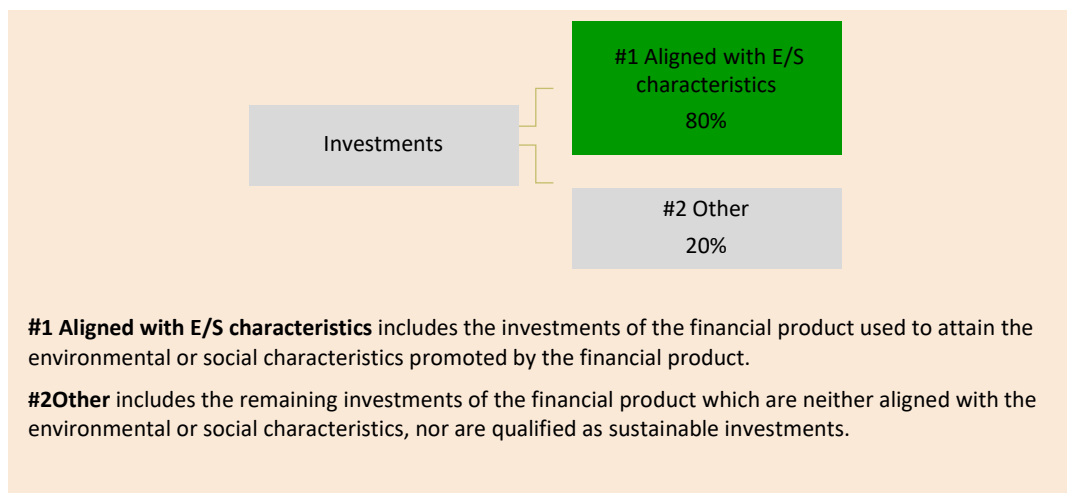 #1 Aligned with E/S
characteristics
80%
Investments
#2 Other
20%
#1 Aligned with E/S characteristics includes the investments of the financial product used to attain the
environmental or social characteristics promoted by the financial product.
#2Other includes the remaining investments of the financial product which are neither aligned with the
environmental or social characteristics, nor are qualified as sustainable investments.